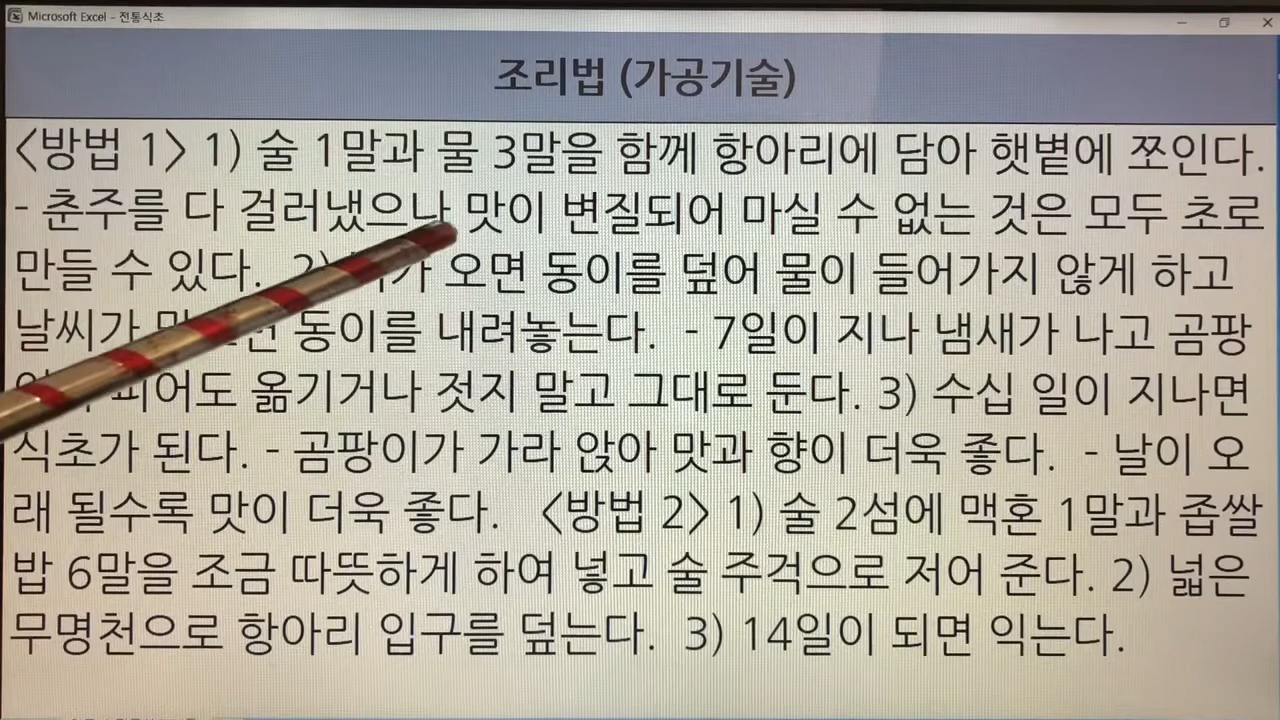 Microsoft Excel - 전통식초
조리법 (가공기술)
<방법 1> 1) 술 1말과 물 3말을 함께 항아리에 담아 햇볕에 쪼인다.
- 춘주를 다 걸러냈으나 맛이 변질되어 마실 수 없는 것은 모두 초로
만들 수 있다. 2) 오면 동이를 덮어 물이 들어가지 않게 하고
날씨가 동이를 내려놓는다. - 7일이 지나 냄새가 나고 곰팡
피어도 옮기거나 젓지 말고 그대로 둔다. 3) 수십 일이 지나면
식초가 된다. - 곰팡이가 가라 앉아 맛과 향이 더욱 좋다. - 날이 오
래 될수록 맛이 더욱 좋다. <방법 2> 1) 술 2섬에 맥혼 1말과 좁쌀
밥 6말을 조금 따뜻하게 하여 넣고 술 주걱으로 저어 준다. 2) 넓은
무명천으로 항아리 입구를 덮는다. 3) 14일이 되면 익는다.